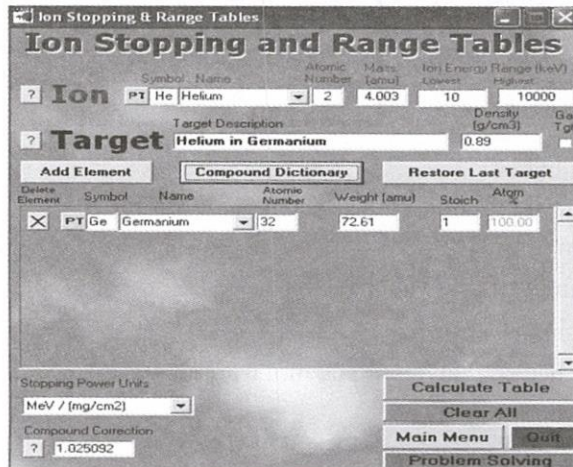 Ion Stopping & Range Tables
Ion Stopping and Range Tables
Symbol Name Atomic Number Mass (amu) Ion Energy Range (keV) Lowest Highest
? Ion PT He Helium 2 4.003 10 10000
Target Description Density (g/cm3) Ga Tgt
? Target Helium in Germanium 0.89
Add Element Compound Dictionary Restore Last Target
Delete Element Symbol Name Atomic Number Weight (amu) Stoich Atom %
X PT Ge Germanium 32 72.61 1 100.00
Stopping Power Units
MeV / (mg/cm2)
Calculate Table
Clear All
Compound Correction
? 1.025092
Main Menu Quit
Problem Solving